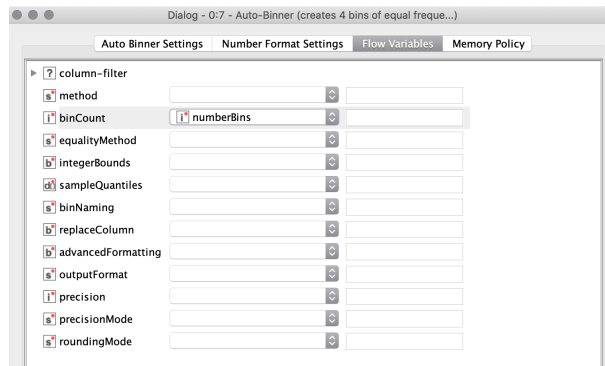 Dialog - 0:7 - Auto-Binner (creates 4 bins of equal freque...)
Auto Binner Settings Number Format Settings Flow Variables Memory Policy
? column-filter
s method
i binCount i numberBins
s equalityMethod
b integerBounds
d sampleQuantiles
s binNaming
b replaceColumn
b advancedFormatting
s outputFormat
i precision
s precisionMode
s roundingMode